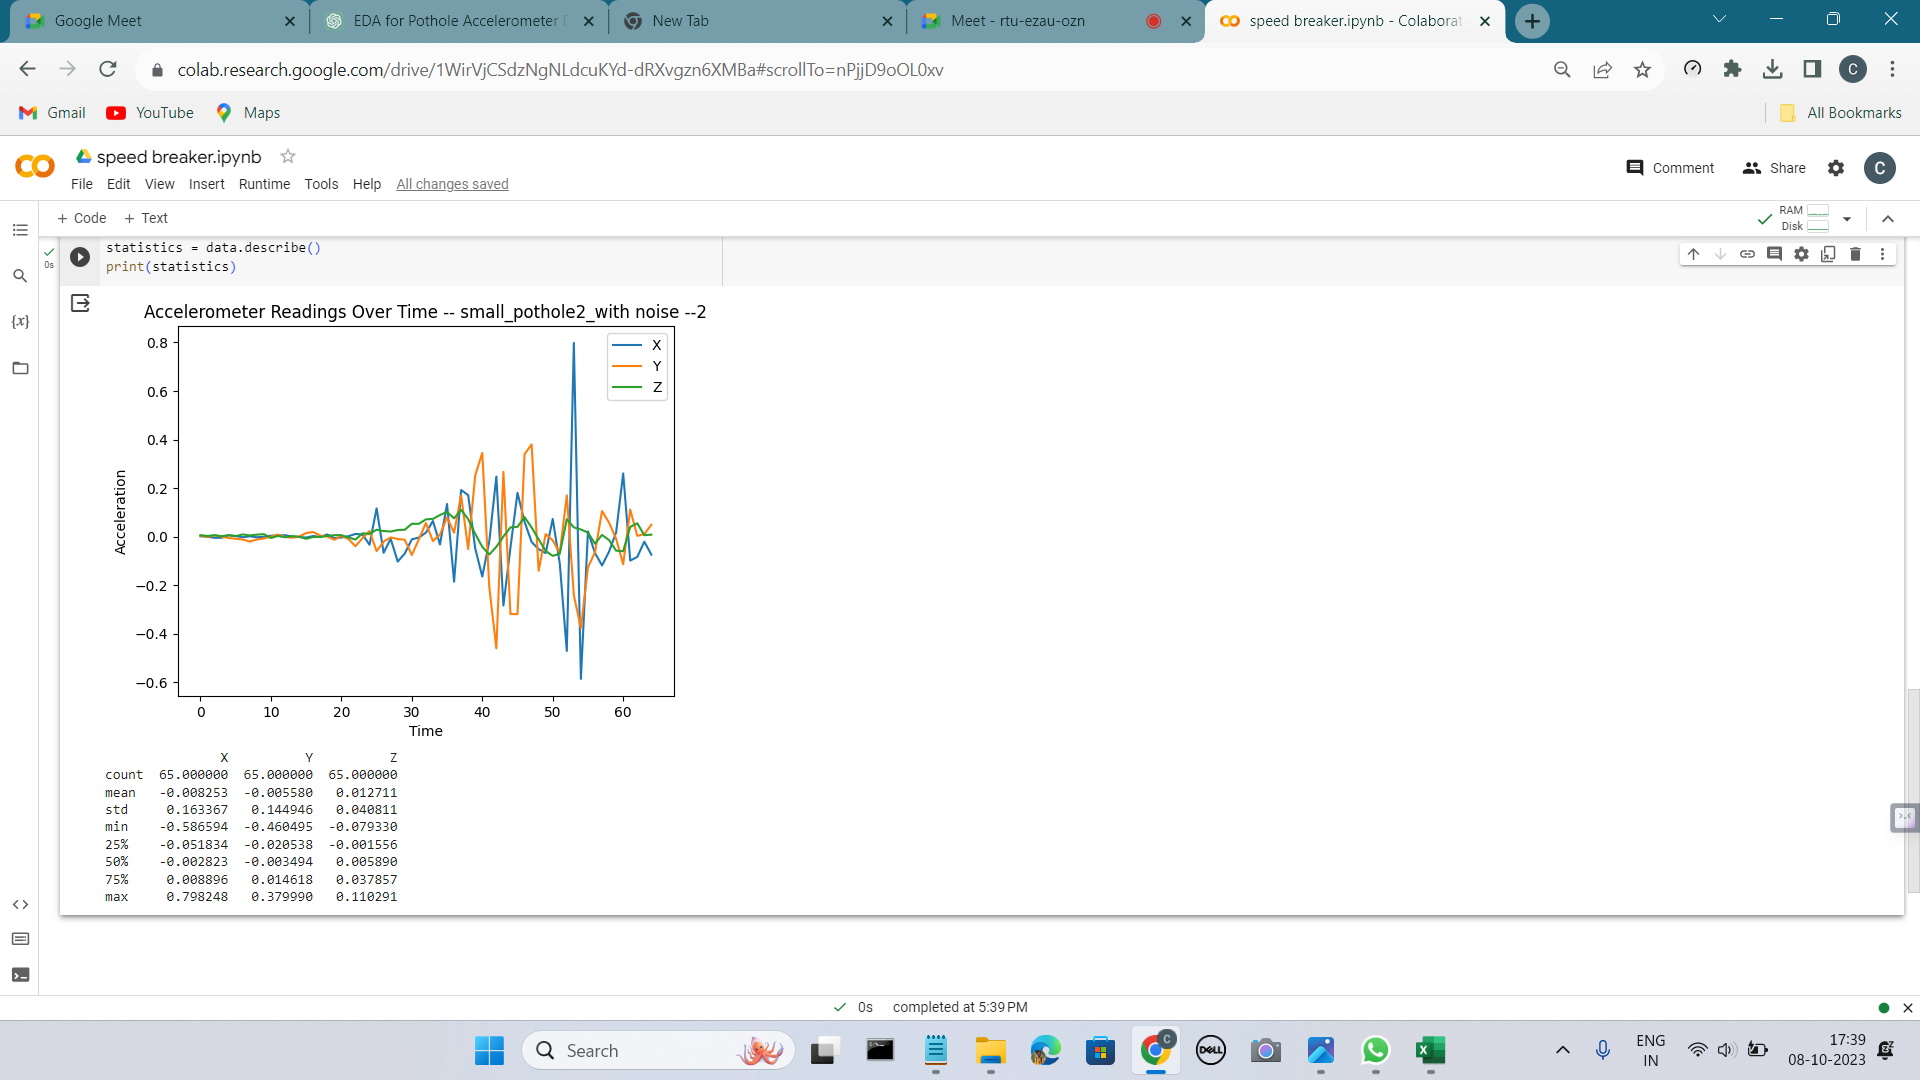 Google Meet
EDA for Pothole Accelerometer
New Tab
Meet - rtu-ezau-ozn
speed breaker.ipynb - Colaborat
colab.research.google.com/drive/1WirVjCSdzNgNLdcuKYd-dRXvgzn6XMBa#scrollTo=nPjjD9oOL0xv
C
Gmail
YouTube
Maps
All Bookmarks
speed breaker.ipynb
File Edit View Insert Runtime Tools Help All changes saved
Comment
Share
C
+ Code + Text
RAM
Disk
{x}
0s
statistics = data.describe()
print(statistics)
Accelerometer Readings Over Time -- small_pothole2_with noise --2
X
Y
Z
0.8
0.6
0.4
0.2
0.0
−0.2
−0.4
−0.6
Acceleration
0 10 20 30 40 50 60
Time
X Y Z
count 65.000000 65.000000 65.000000
mean -0.008253 -0.005580 0.012711
std 0.163367 0.144946 0.040811
min -0.586594 -0.460495 -0.079330
25% -0.051834 -0.020538 -0.001556
50% -0.002823 -0.003494 0.005890
75% 0.008896 0.014618 0.037857
max 0.798248 0.379990 0.110291
0s completed at 5:39 PM
Search
C
DELL
ENG
IN
17:39
08-10-2023